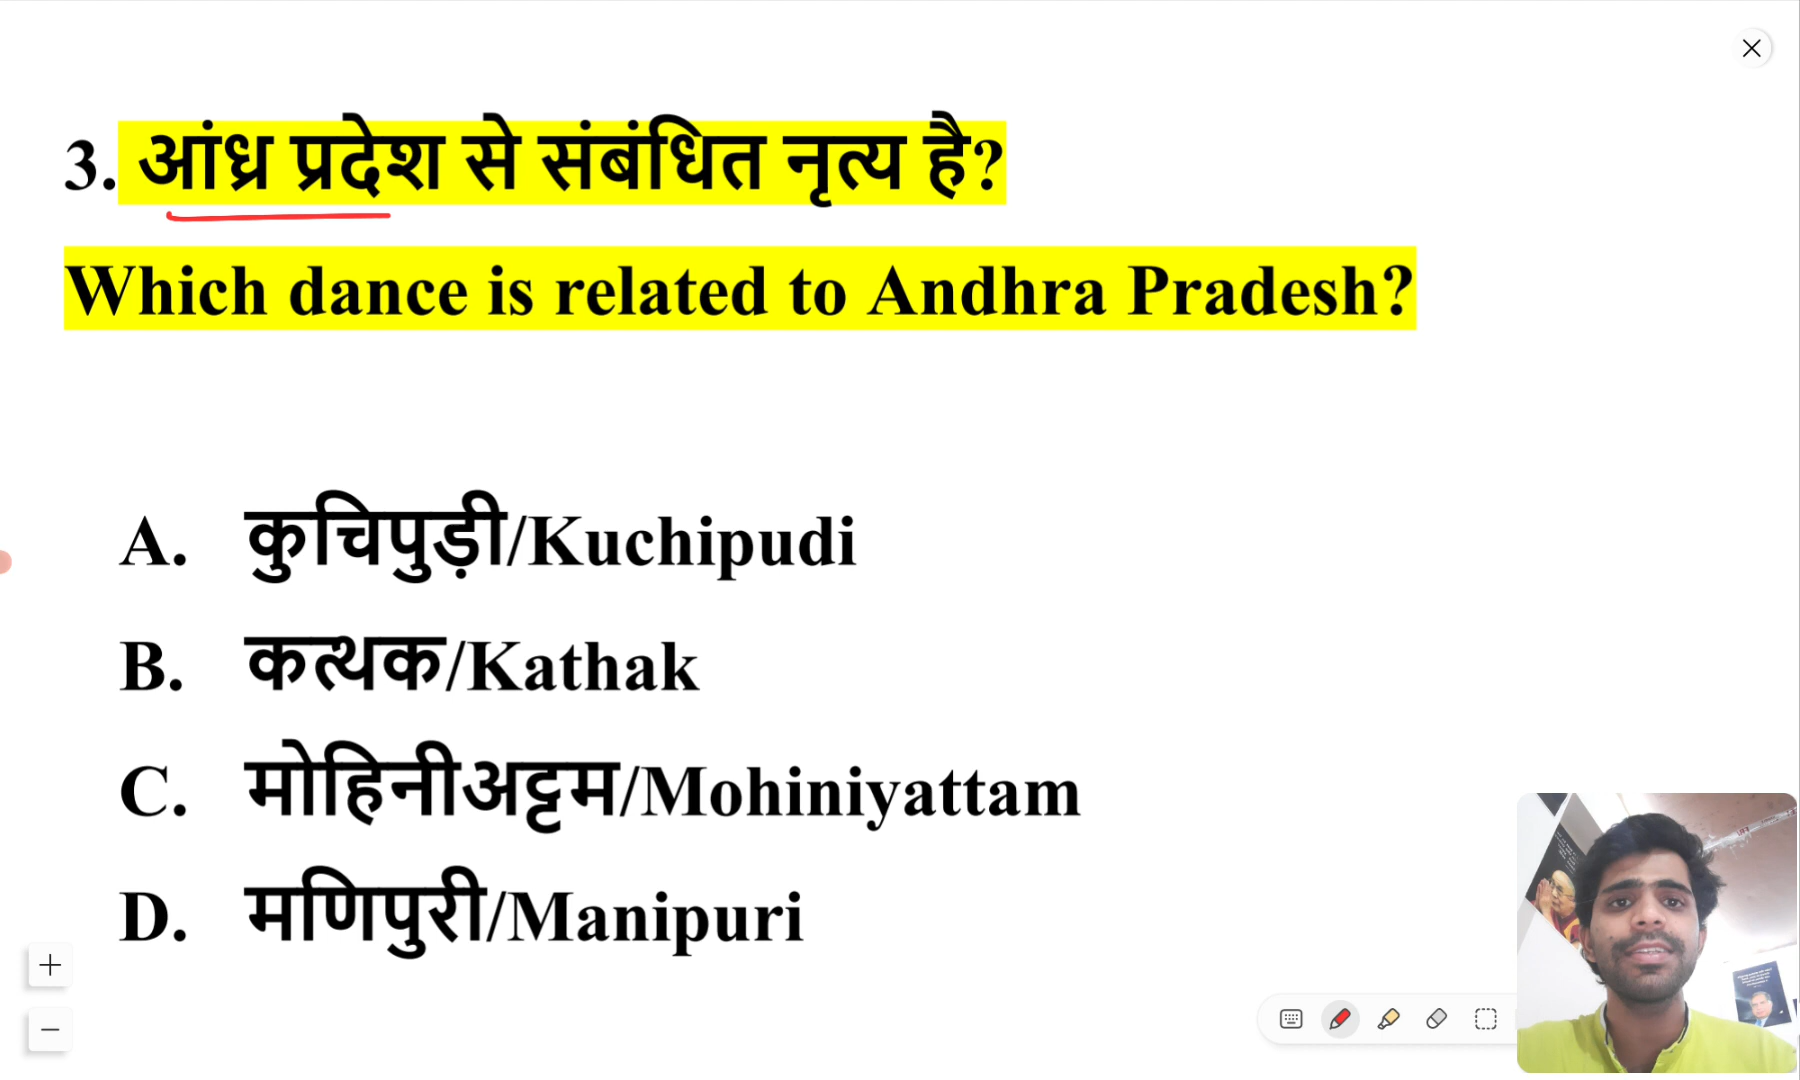 3. आंध्र प्रदेश से संबंधित नृत्य है?
Which dance is related to Andhra Pradesh?
A. कुचिपुड़ी/Kuchipudi
B. कत्थक/Kathak
C. मोहिनीअट्टम/Mohiniyattam
D. मणिपुरी/Manipuri